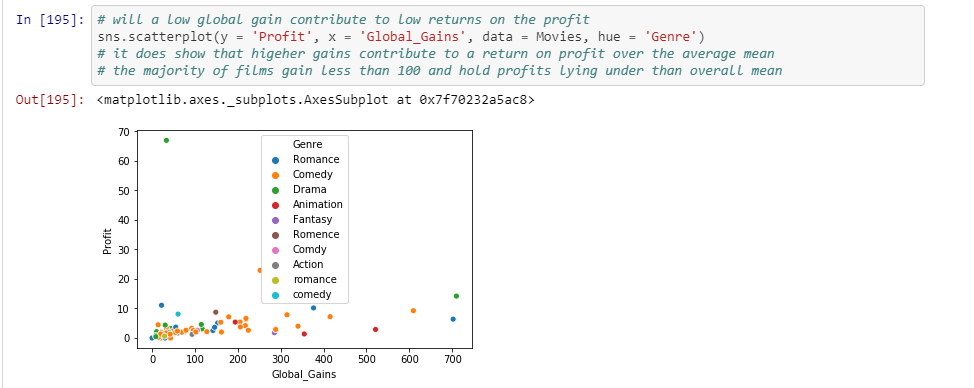 In [195]: # will a low global gain contribute to low returns on the profit
sns.scatterplot(y = 'Profit', x = 'Global_Gains', data = Movies, hue = 'Genre')
# it does show that higeher gains contribute to a return on profit over the average mean
# the majority of films gain less than 100 and hold profits lying under than overall mean
Out[195]: <matplotlib.axes._subplots.AxesSubplot at 0x7f70232a5ac8>
70
60
50
40
30
20
10
0
Profit
Genre
Romance
Comedy
Drama
Animation
Fantasy
Romence
Comdy
Action
romance
comedy
0 100 200 300 400 500 600 700
Global_Gains